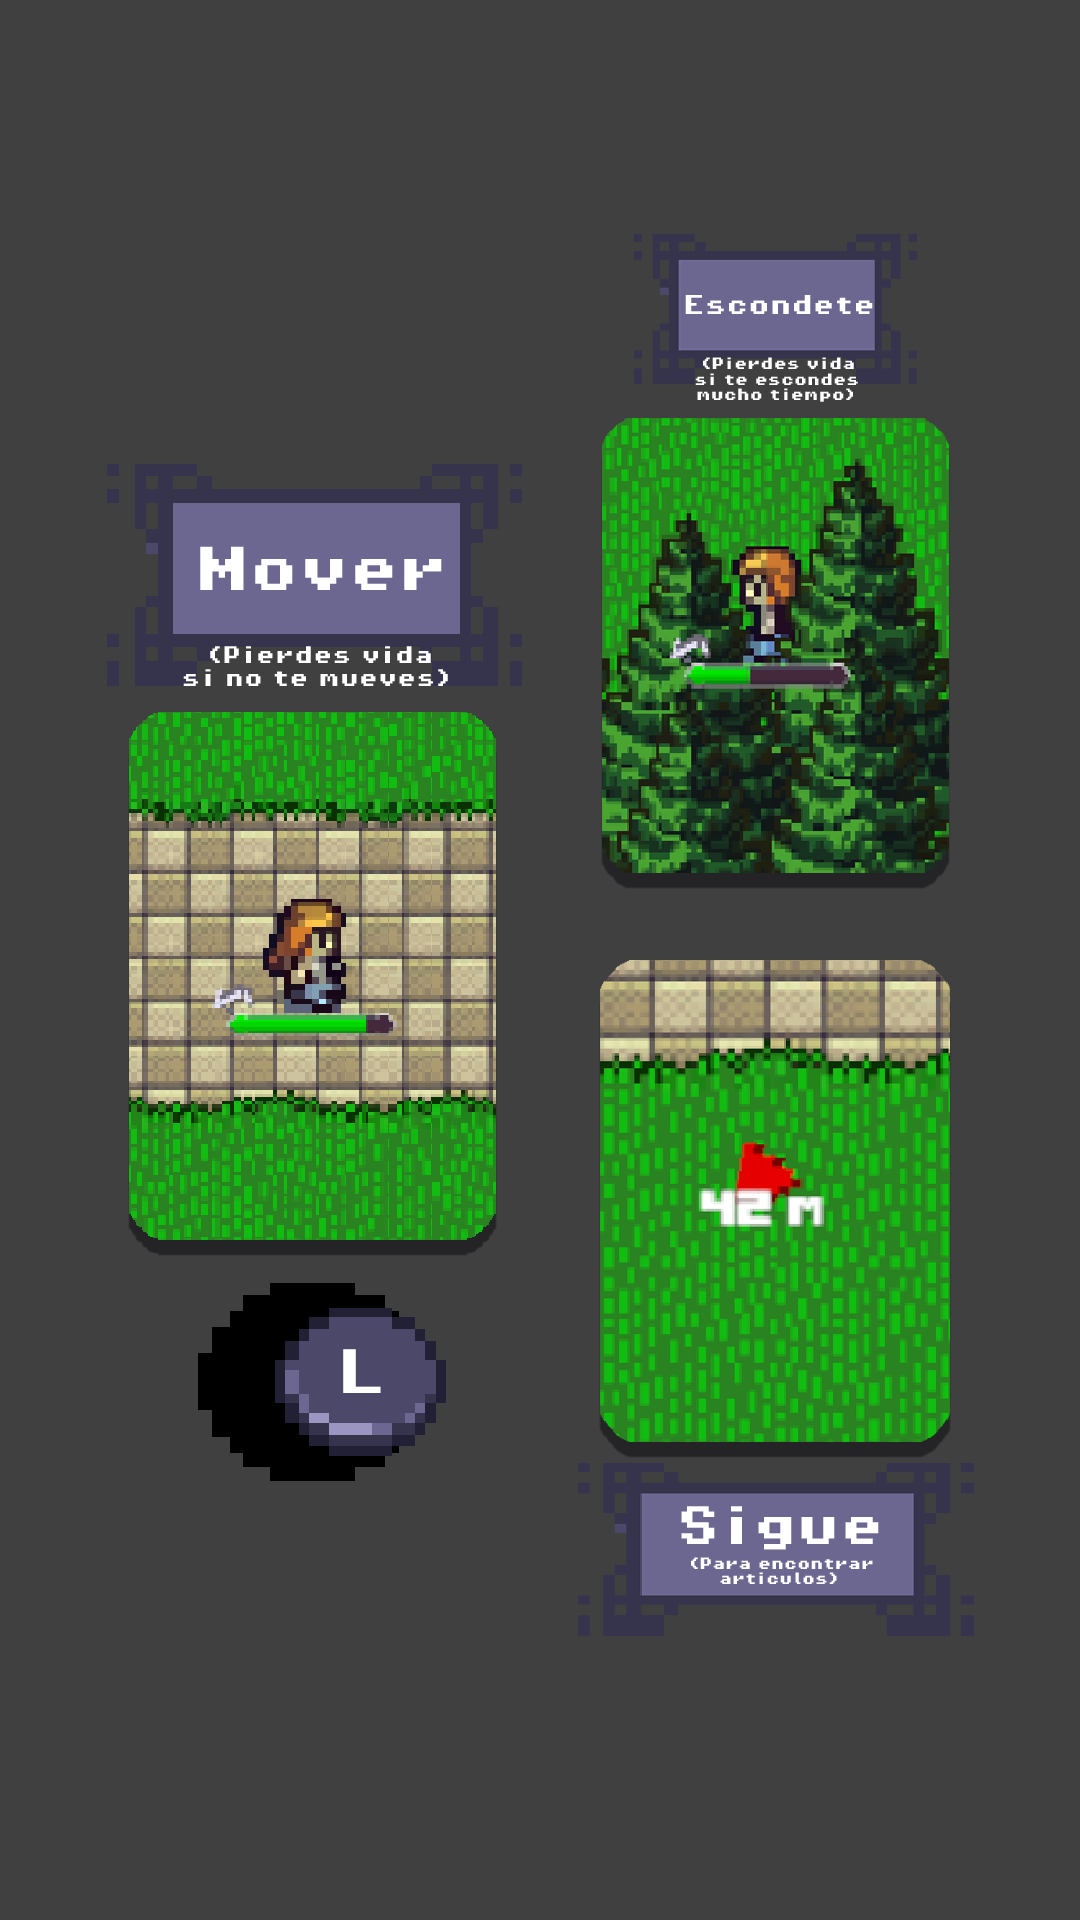 Mover
(Pierdes vida
si no te mueves)
L
Escondete
(Pierdes vida
si te escondes
mucho tiempo)
42 m
Sigue
(Para encontrar
articulos)